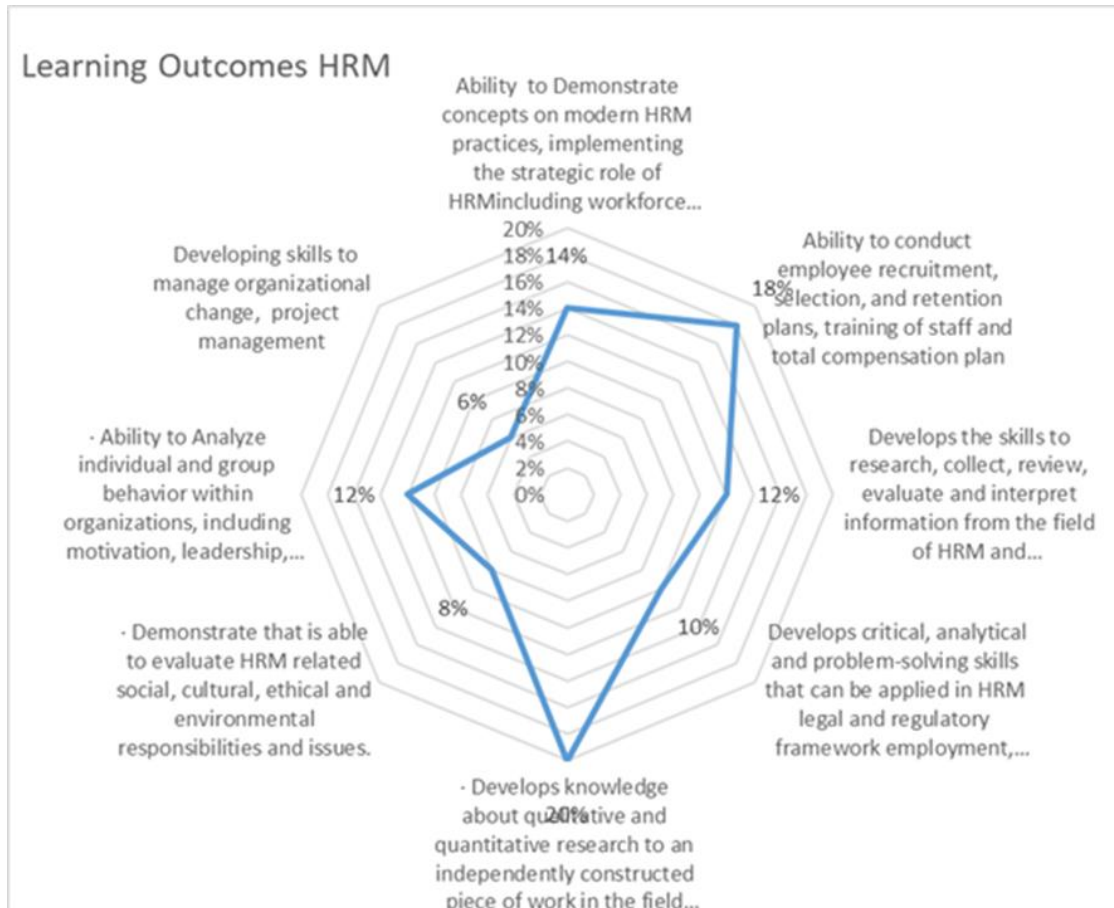 Learning Outcomes HRM
Ability to Demonstrate
concepts on modern HRM
practices, implementing
the strategic role of
HRMincluding workforce...
20%
18%
16%
14%
12%
10%
8%
6%
4%
2%
0%
14%
Ability to conduct
employee recruitment,
selection, and retention
plans, training of staff and
total compensation plan
18%
Develops the skills to
research, collect, review,
evaluate and interpret
information from the field
of HRM and...
12%
Develops critical, analytical
and problem-solving skills
that can be applied in HRM
legal and regulatory
framework employment,...
10%
· Develops knowledge
about qualitative and
quantitative research to an
independently constructed
piece of work in the field...
20%
· Demonstrate that is able
to evaluate HRM related
social, cultural, ethical and
environmental
responsibilities and issues.
8%
· Ability to Analyze
individual and group
behavior within
organizations, including
motivation, leadership,...
12%
Developing skills to
manage organizational
change, project
management
6%